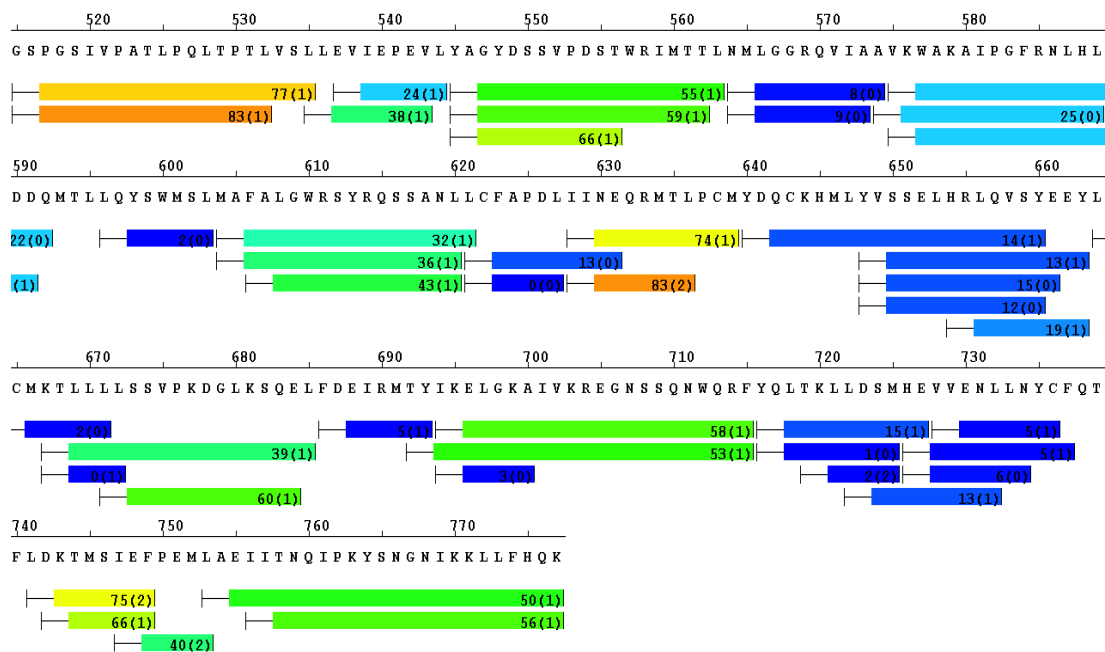 520 530 540 550 560 570 580
G S P G S I V P A T L P Q L T P T L V S L L E V I E P E V L Y A G Y D S S V P D S T W R I M T T L N M L G G R Q V I A A V K W A K A I P G F R N L H L
77(1) 24(1) 55(1) 8(0)
83(1) 38(1) 59(1) 9(0) 25(0)
66(1)
590 600 610 620 630 640 650 660
D D Q M T L L Q Y S W M S L M A F A L G W R S Y R Q S S A N L L C F A P D L I I N E Q R M T L P C M Y D Q C K H M L Y V S S E L H R L Q V S Y E E Y L
22(0) 2(0) 32(1) 74(1) 14(1)
36(1) 13(0) 13(1)
(1) 43(1) 0(0) 83(2) 15(0)
12(0)
19(1)
670 680 690 700 710 720 730
C M K T L L L L S S V P K D G L K S Q E L F D E I R M T Y I K E L G K A I V K R E G N S S Q N W Q R F Y Q L T K L L D S M H E V V E N L L N Y C F Q T
2(0) 5(1) 58(1) 15(1) 5(1)
39(1) 53(1) 1(0) 5(1)
0(1) 3(0) 2(2) 6(0)
60(1) 13(1)
740 750 760 770
F L D K T M S I E F P E M L A E I I T N Q I P K Y S N G N I K K L L F H Q K
75(2) 50(1)
66(1) 56(1)
40(2)